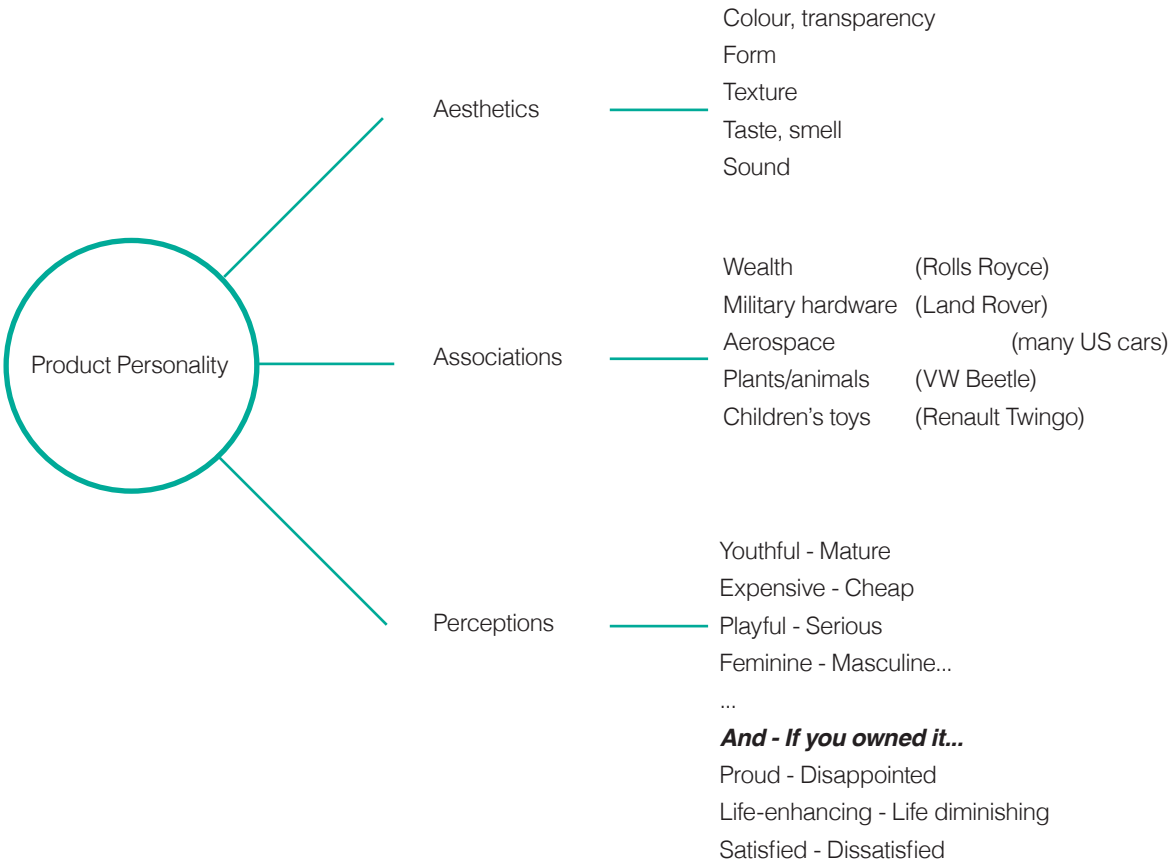 Product Personality
Aesthetics
Colour, transparency
Form
Texture
Taste, smell
Sound
Associations
Wealth (Rolls Royce)
Military hardware (Land Rover)
Aerospace (many US cars)
Plants/animals (VW Beetle)
Children’s toys (Renault Twingo)
Perceptions
Youthful - Mature
Expensive - Cheap
Playful - Serious
Feminine - Masculine...
...
And - If you owned it...
Proud - Disappointed
Life-enhancing - Life diminishing
Satisfied - Dissatisfied